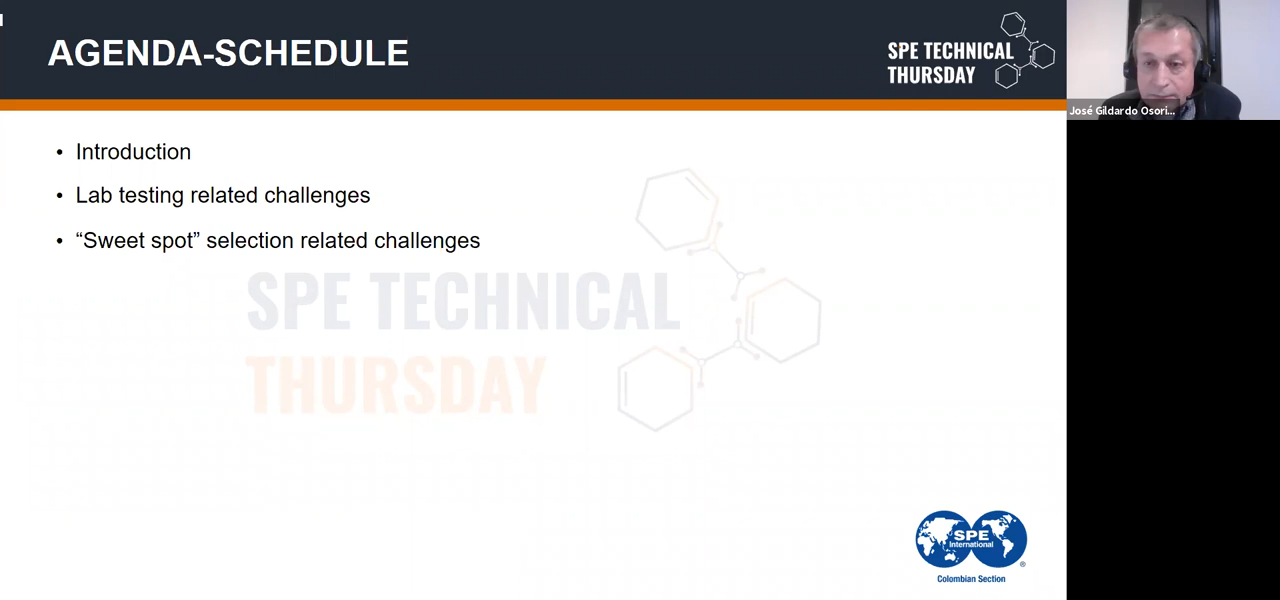 AGENDA-SCHEDULE
SPE TECHNICAL
THURSDAY
José Gildardo Osori...
• Introduction
• Lab testing related challenges
• “Sweet spot” selection related challenges
SPE TECHNICAL
THURSDAY
SPE
International
®
Colombian Section